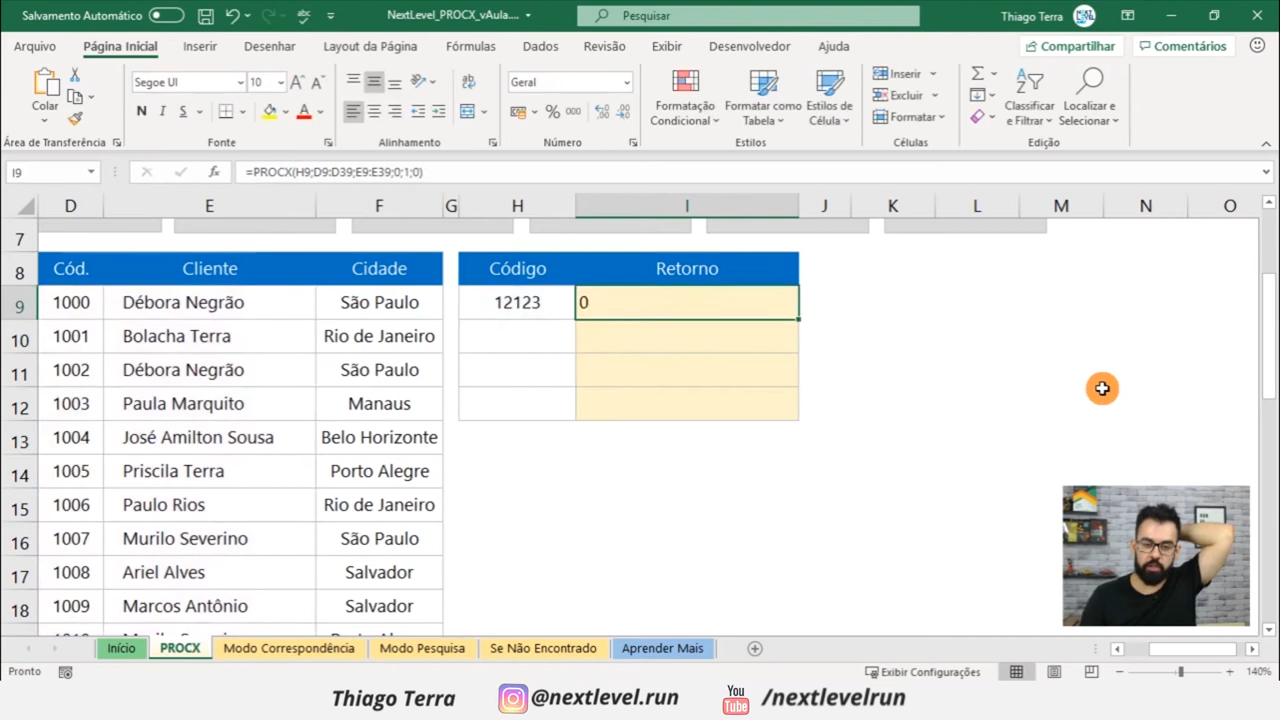 Salvamento Automático
NextLevel_PROCX_vAula....
Pesquisar
Thiago Terra
Arquivo Página Inicial Inserir Desenhar Layout da Página Fórmulas Dados Revisão Exibir Desenvolvedor Ajuda Compartilhar Comentários
Colar
Área de Transferência
Segoe UI 10
N I S A
Fonte
Alinhamento
Geral
% 000
Número
Formatação Condicional
Formatar como Tabela
Estilos de Célula
Estilos
Inserir
Excluir
Formatar
Células
Classificar e Filtrar
Localizar e Selecionar
Edição
I9 fx =PROCX(H9;D9:D39;E9:E39;0;1;0)
D E F G H I J K L M N O
7
8 Cód. Cliente Cidade Código Retorno
9 1000 Débora Negrão São Paulo 12123 0
10 1001 Bolacha Terra Rio de Janeiro
11 1002 Débora Negrão São Paulo
12 1003 Paula Marquito Manaus
13 1004 José Amilton Sousa Belo Horizonte
14 1005 Priscila Terra Porto Alegre
15 1006 Paulo Rios Rio de Janeiro
16 1007 Murilo Severino São Paulo
17 1008 Ariel Alves Salvador
18 1009 Marcos Antônio Salvador
Início PROCX Modo Correspondência Modo Pesquisa Se Não Encontrado Aprender Mais
Pronto Exibir Configurações 140%
Thiago Terra @nextlevel.run You Tube /nextlevelrun